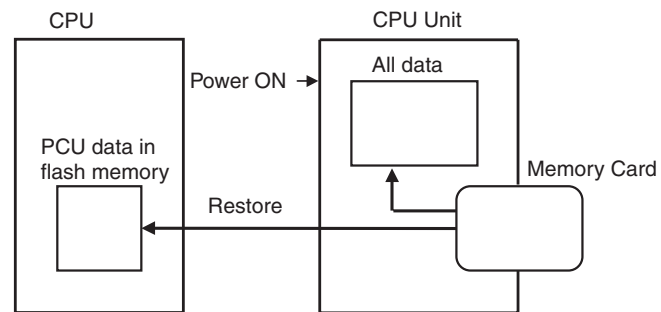 CPU
CPU Unit
Power ON
All data
PCU data in
flash memory
Memory Card
Restore